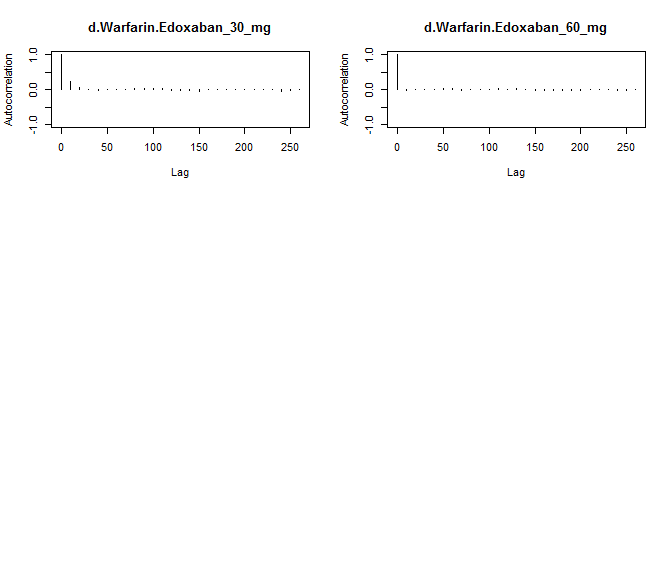 d.Warfarin.Edoxaban_30_mg
Autocorrelation
1.0
0.0
-1.0
0 50 100 150 200 250
Lag
d.Warfarin.Edoxaban_60_mg
Autocorrelation
1.0
0.0
-1.0
0 50 100 150 200 250
Lag